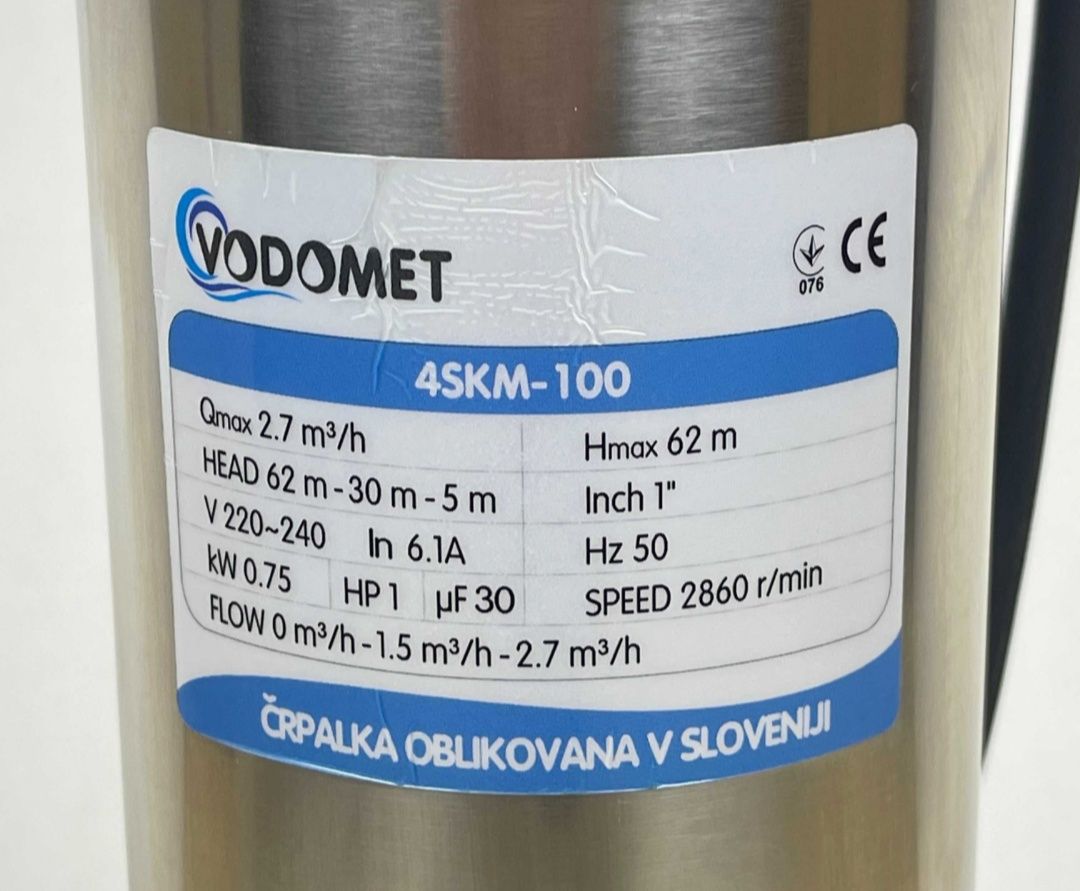 VODOMET
076 CE
4SKM-100
Qmax 2.7 m³/h Hmax 62 m
HEAD 62 m - 30 m - 5 m Inch 1"
V 220~240 In 6.1A Hz 50
kW 0.75 HP 1 µF 30 SPEED 2860 r/min
FLOW 0 m³/h - 1.5 m³/h - 2.7 m³/h
ČRPALKA OBLIKOVANA V SLOVENIJI